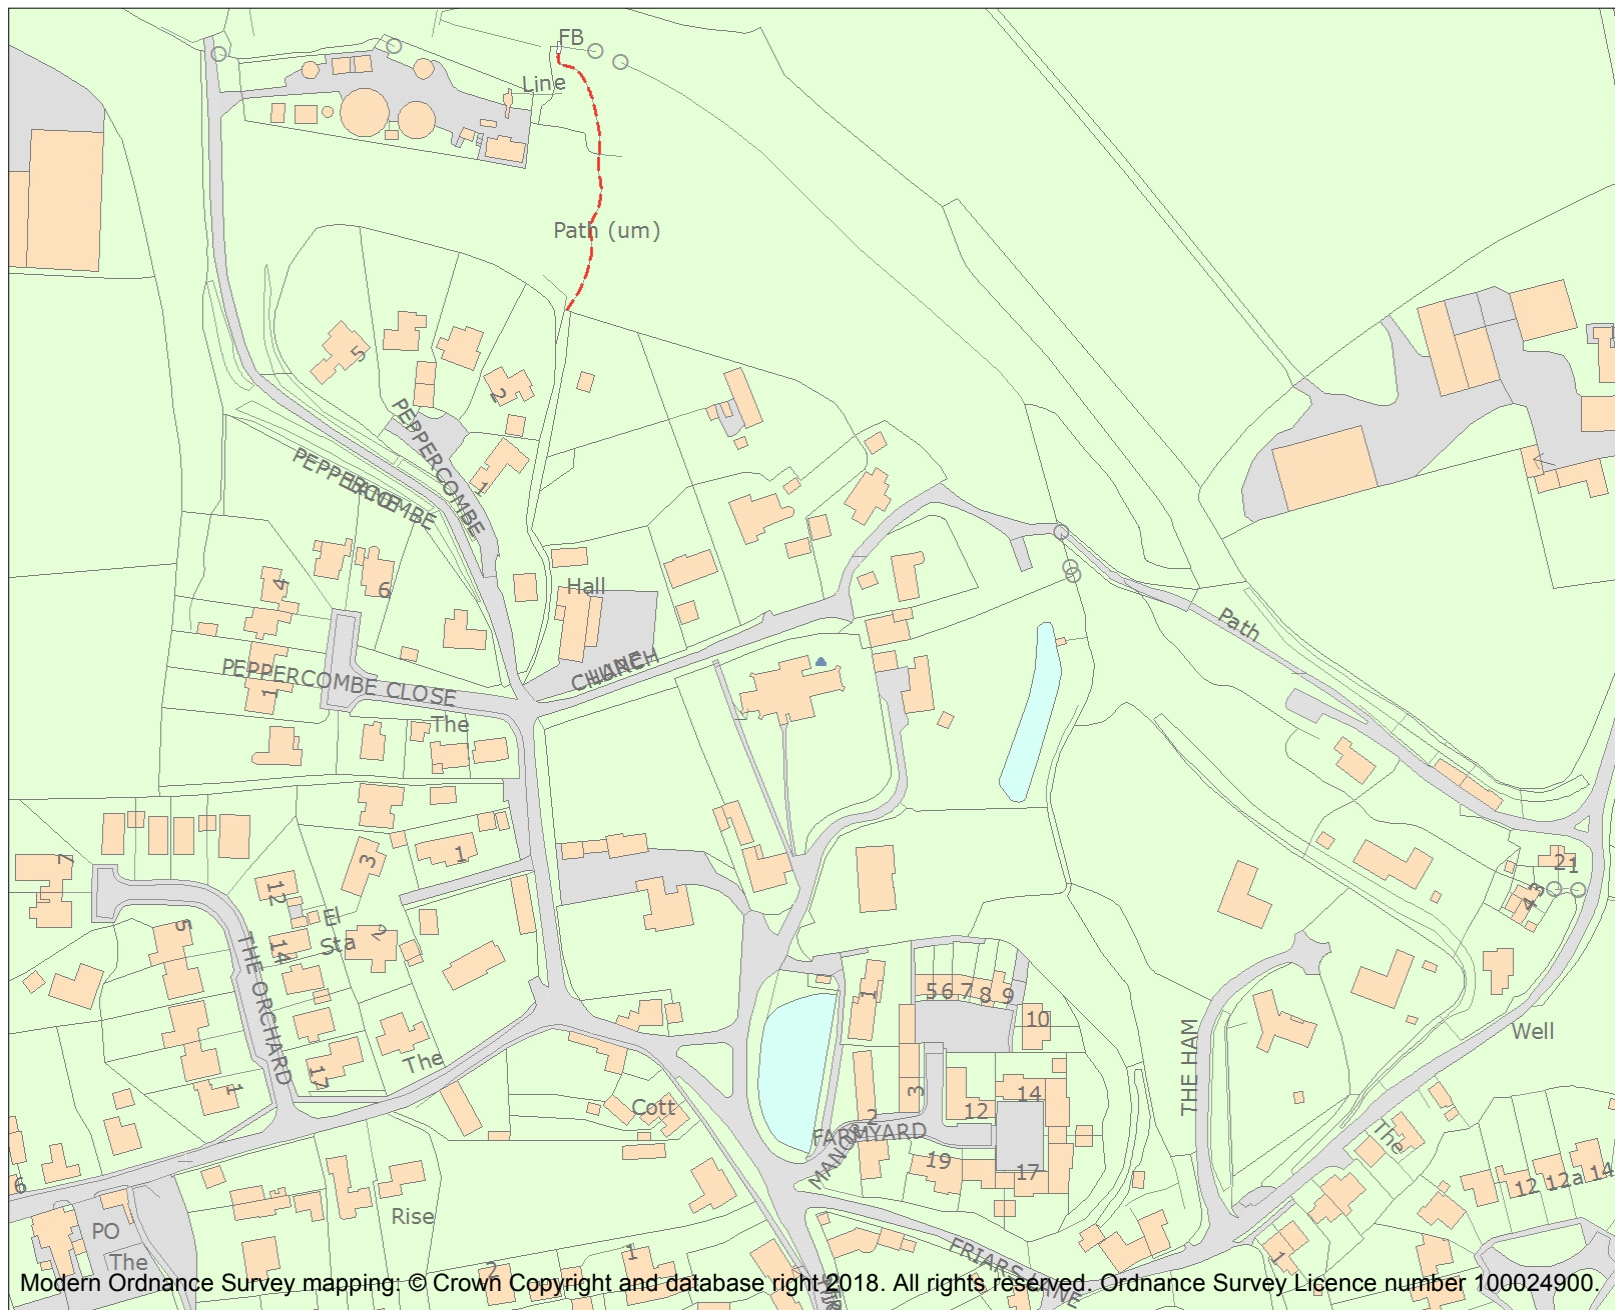 FB
Line
Path (um)
5
2
PEPPERCOMBE
1
PEPPERCOMBE
LANE
4
6
Hall
CHURCH
LANE
Path
PEPPERCOMBE CLOSE
1
The
7
3
1
12
El
Sta
2
5
14
THE ORCHARD
17
1
The
21
3
4
1
5 6 7 8 9
10
THE HAM
Well
Cott
3
2
12
14
FARMYARD
MANOR
19
17
The
12 12a 14
6
PO
The
Rise
1
2
FRIARS
LANE
1
Modern Ordnance Survey mapping: © Crown Copyright and database right 2018. All rights reserved. Ordnance Survey Licence number 100024900.